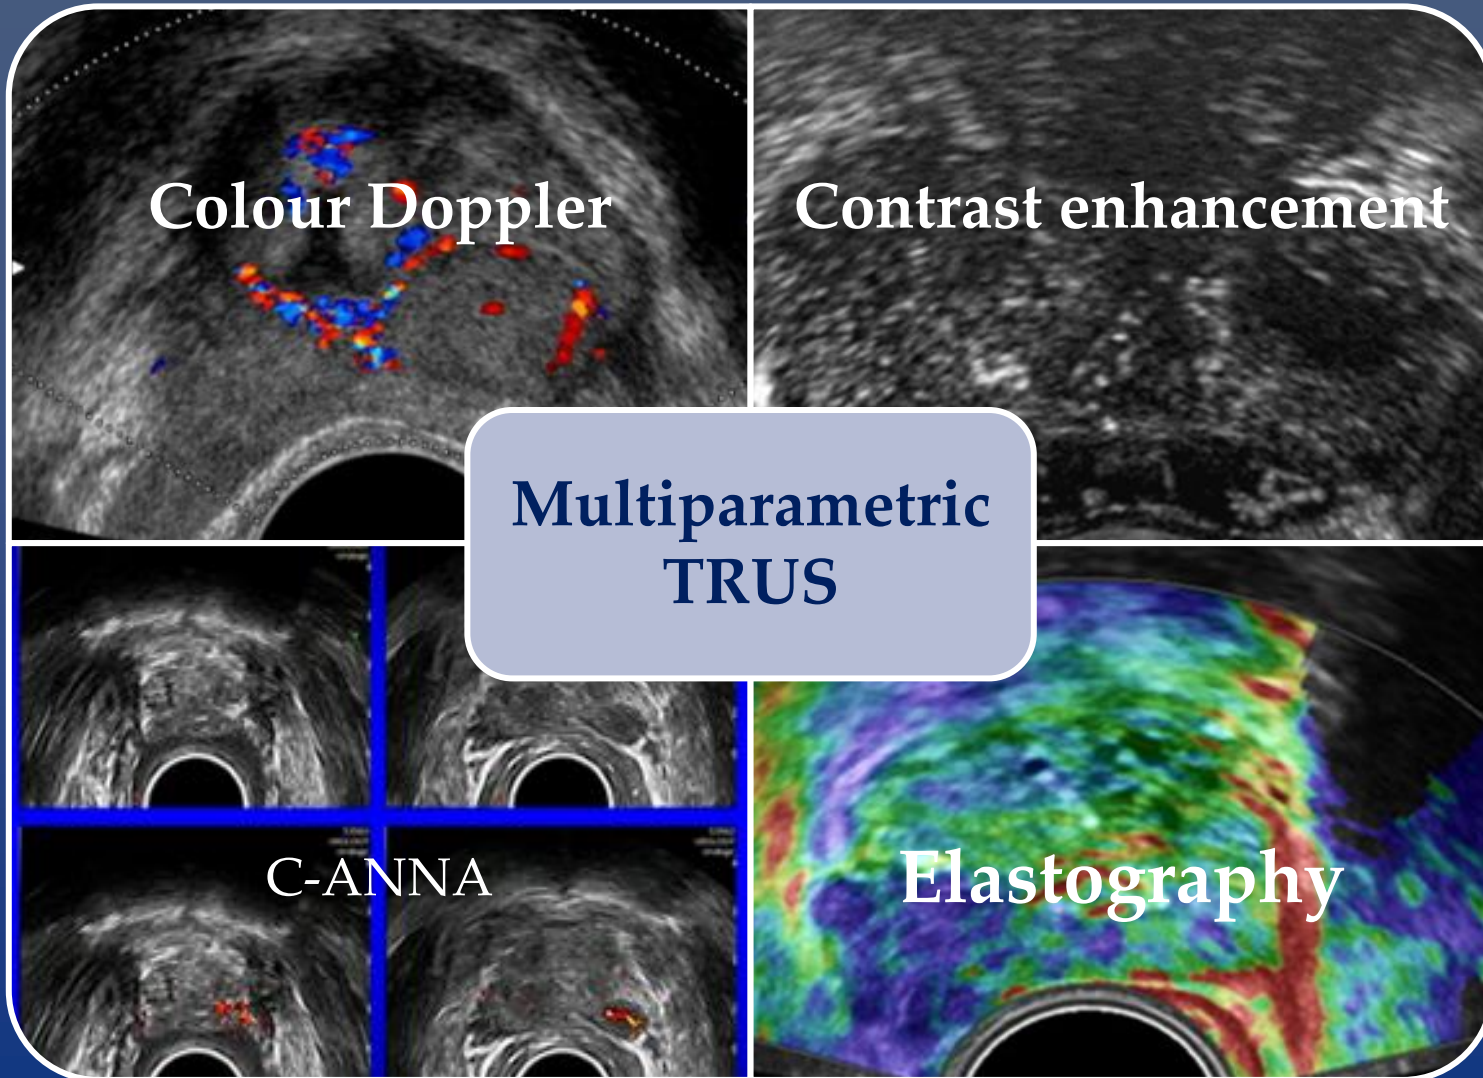 Colour Doppler
Contrast enhancement
Multiparametric
TRUS
C-ANNA
Elastography